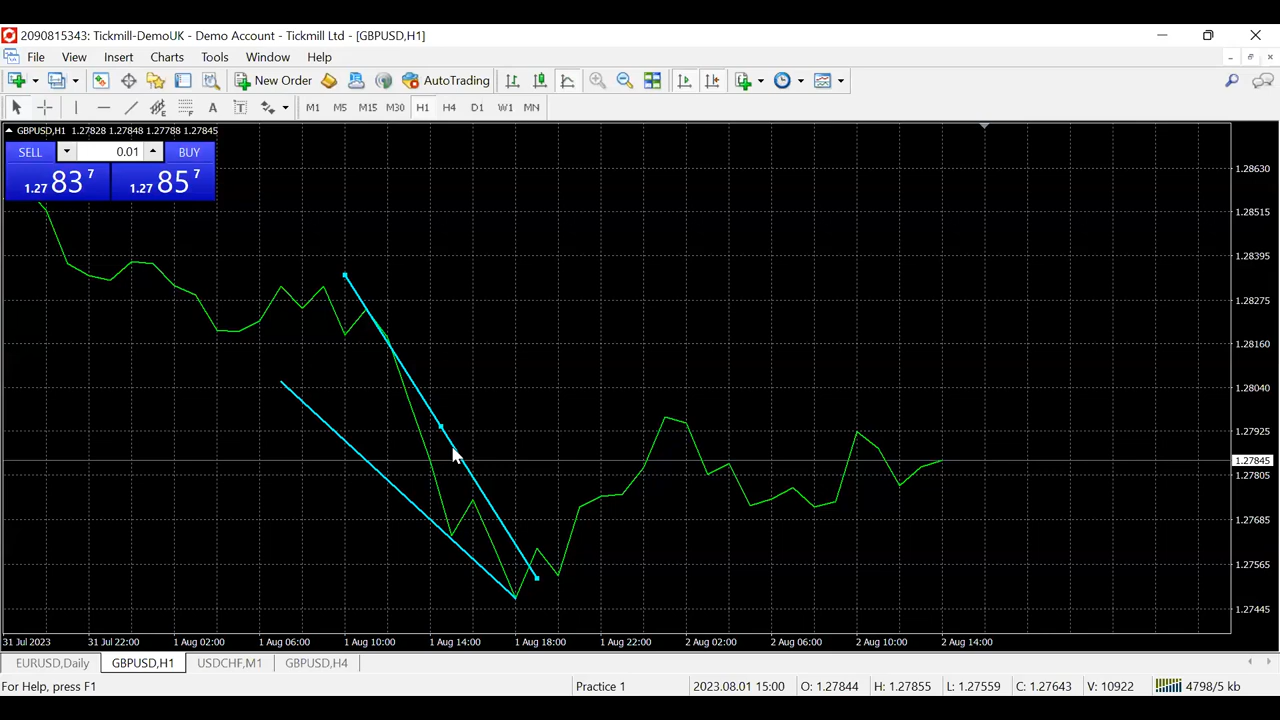 2090815343: Tickmill-DemoUK - Demo Account - Tickmill Ltd - [GBPUSD,H1]
File View Insert Charts Tools Window Help
New Order AutoTrading
A T M1 M5 M15 M30 H1 H4 D1 W1 MN
GBPUSD,H1 1.27828 1.27848 1.27788 1.27845
SELL 0.01 BUY
1.27 83 7 1.27 85 7
1.28630
1.28515
1.28395
1.28275
1.28160
1.28040
1.27925
1.27845
1.27805
1.27685
1.27565
1.27445
31 Jul 2023 31 Jul 22:00 1 Aug 02:00 1 Aug 06:00 1 Aug 10:00 1 Aug 14:00 1 Aug 18:00 1 Aug 22:00 2 Aug 02:00 2 Aug 06:00 2 Aug 10:00 2 Aug 14:00
EURUSD,Daily GBPUSD,H1 USDCHF,M1 GBPUSD,H4
For Help, press F1 Practice 1 2023.08.01 15:00 O: 1.27844 H: 1.27855 L: 1.27559 C: 1.27643 V: 10922 4798/5 kb